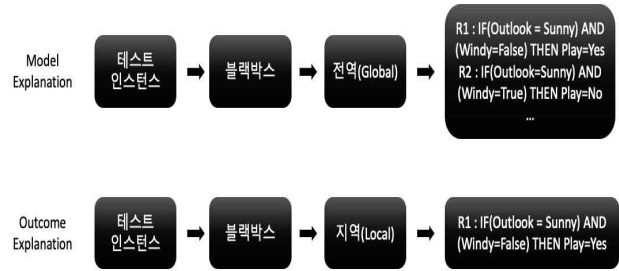 Model
Explanation
테스트
인스턴스
블랙박스
전역(Global)
R1 : IF(Outlook = Sunny) AND
(Windy=False) THEN Play=Yes
R2 : IF(Outlook=Sunny) AND
(Windy=True) THEN Play=No
...
Outcome
Explanation
테스트
인스턴스
블랙박스
지역(Local)
R1 : IF(Outlook = Sunny) AND
(Windy=False) THEN Play=Yes